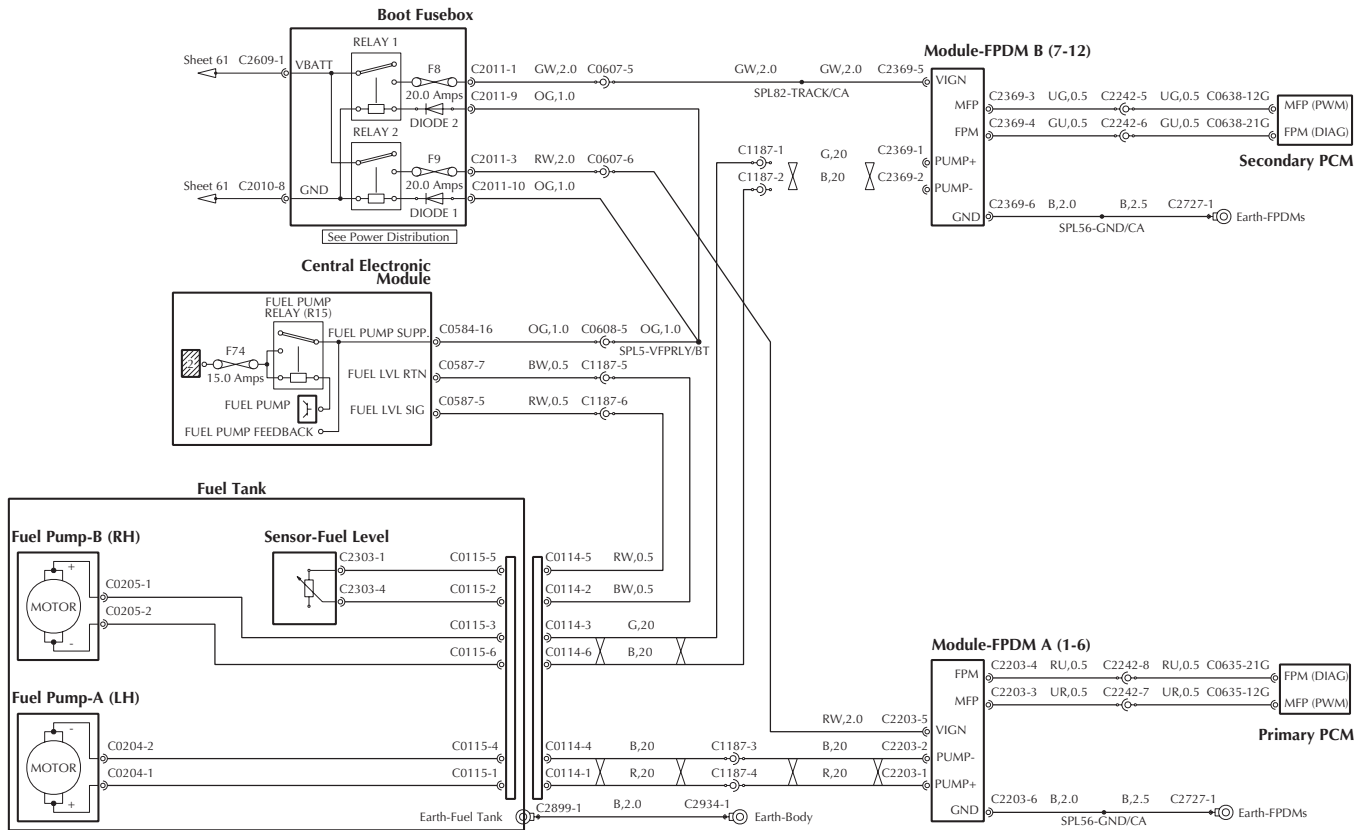 Boot Fusebox
RELAY 1
Sheet 61 C2609-1 VBATT
F8
20.0 Amps
DIODE 2
C2011-1 GW,2.0 C0607-5 GW,2.0 GW,2.0 C2369-5
SPL82-TRACK/CA
C2011-9 OG,1.0
RELAY 2
F9
20.0 Amps
DIODE 1
C2011-3 RW,2.0 C0607-6
C2011-10 OG,1.0
Sheet 61 C2010-8 GND
See Power Distribution
Module-FPDM B (7-12)
VIGN
MFP C2369-3 UG,0.5 C2242-5 UG,0.5 C0638-12G MFP (PWM)
FPM C2369-4 GU,0.5 C2242-6 GU,0.5 C0638-21G FPM (DIAG)
Secondary PCM
C1187-1 G,20 C2369-1 PUMP+
C1187-2 B,20 C2369-2 PUMP-
GND C2369-6 B,2.0 B,2.5 C2727-1 Earth-FPDMs
SPL56-GND/CA
Central Electronic
Module
FUEL PUMP
RELAY (R15)
FUEL PUMP SUPP. C0584-16 OG,1.0 C0608-5 OG,1.0
SPL5-VFPRLY/BT
2
F74
15.0 Amps
FUEL LVL RTN C0587-7 BW,0.5 C1187-5
FUEL PUMP
FUEL LVL SIG C0587-5 RW,0.5 C1187-6
FUEL PUMP FEEDBACK
Fuel Tank
Fuel Pump-B (RH)
+
MOTOR
-
C0205-1
C0205-2
Sensor-Fuel Level
C2303-1 C0115-5 C0114-5 RW,0.5
C2303-4 C0115-2 C0114-2 BW,0.5
C0115-3 C0114-3 G,20
C0115-6 C0114-6 B,20
Fuel Pump-A (LH)
-
MOTOR
+
C0204-2 C0115-4 C0114-4 B,20 C1187-3 B,20 C2203-2 PUMP-
C0204-1 C0115-1 C0114-1 R,20 C1187-4 R,20 C2203-1 PUMP+
Earth-Fuel Tank C2899-1 B,2.0 C2934-1 Earth-Body
Module-FPDM A (1-6)
FPM C2203-4 RU,0.5 C2242-8 RU,0.5 C0635-21G FPM (DIAG)
MFP C2203-3 UR,0.5 C2242-7 UR,0.5 C0635-12G MFP (PWM)
Primary PCM
RW,2.0 C2203-5 VIGN
GND C2203-6 B,2.0 B,2.5 C2727-1 Earth-FPDMs
SPL56-GND/CA